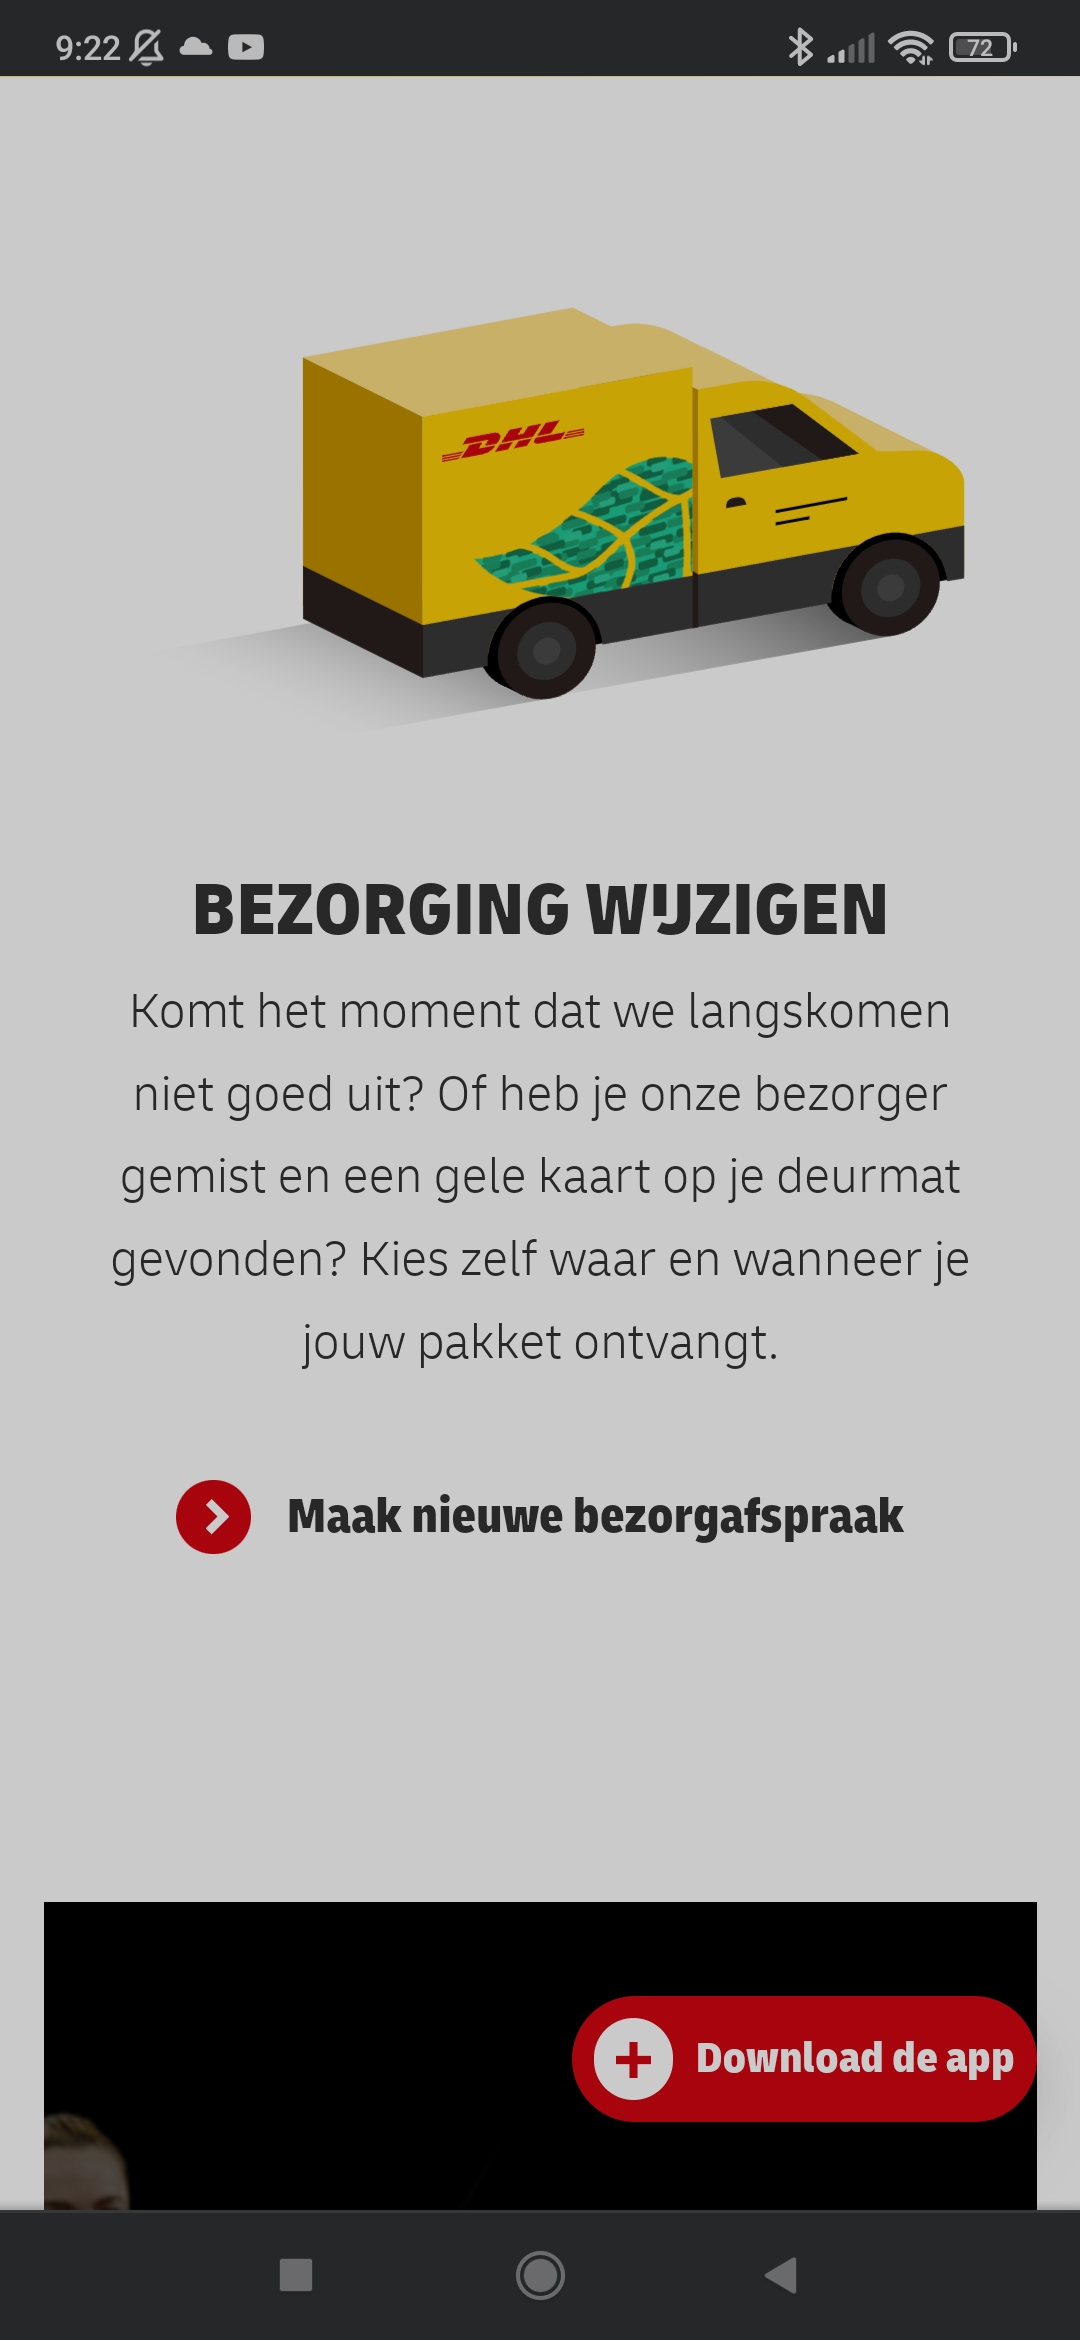 9:22
72
DHL
BEZORGING WIJZIGEN
Komt het moment dat we langskomen
niet goed uit? Of heb je onze bezorger
gemist en een gele kaart op je deurmat
gevonden? Kies zelf waar en wanneer je
jouw pakket ontvangt.
Maak nieuwe bezorgafspraak
Download de app